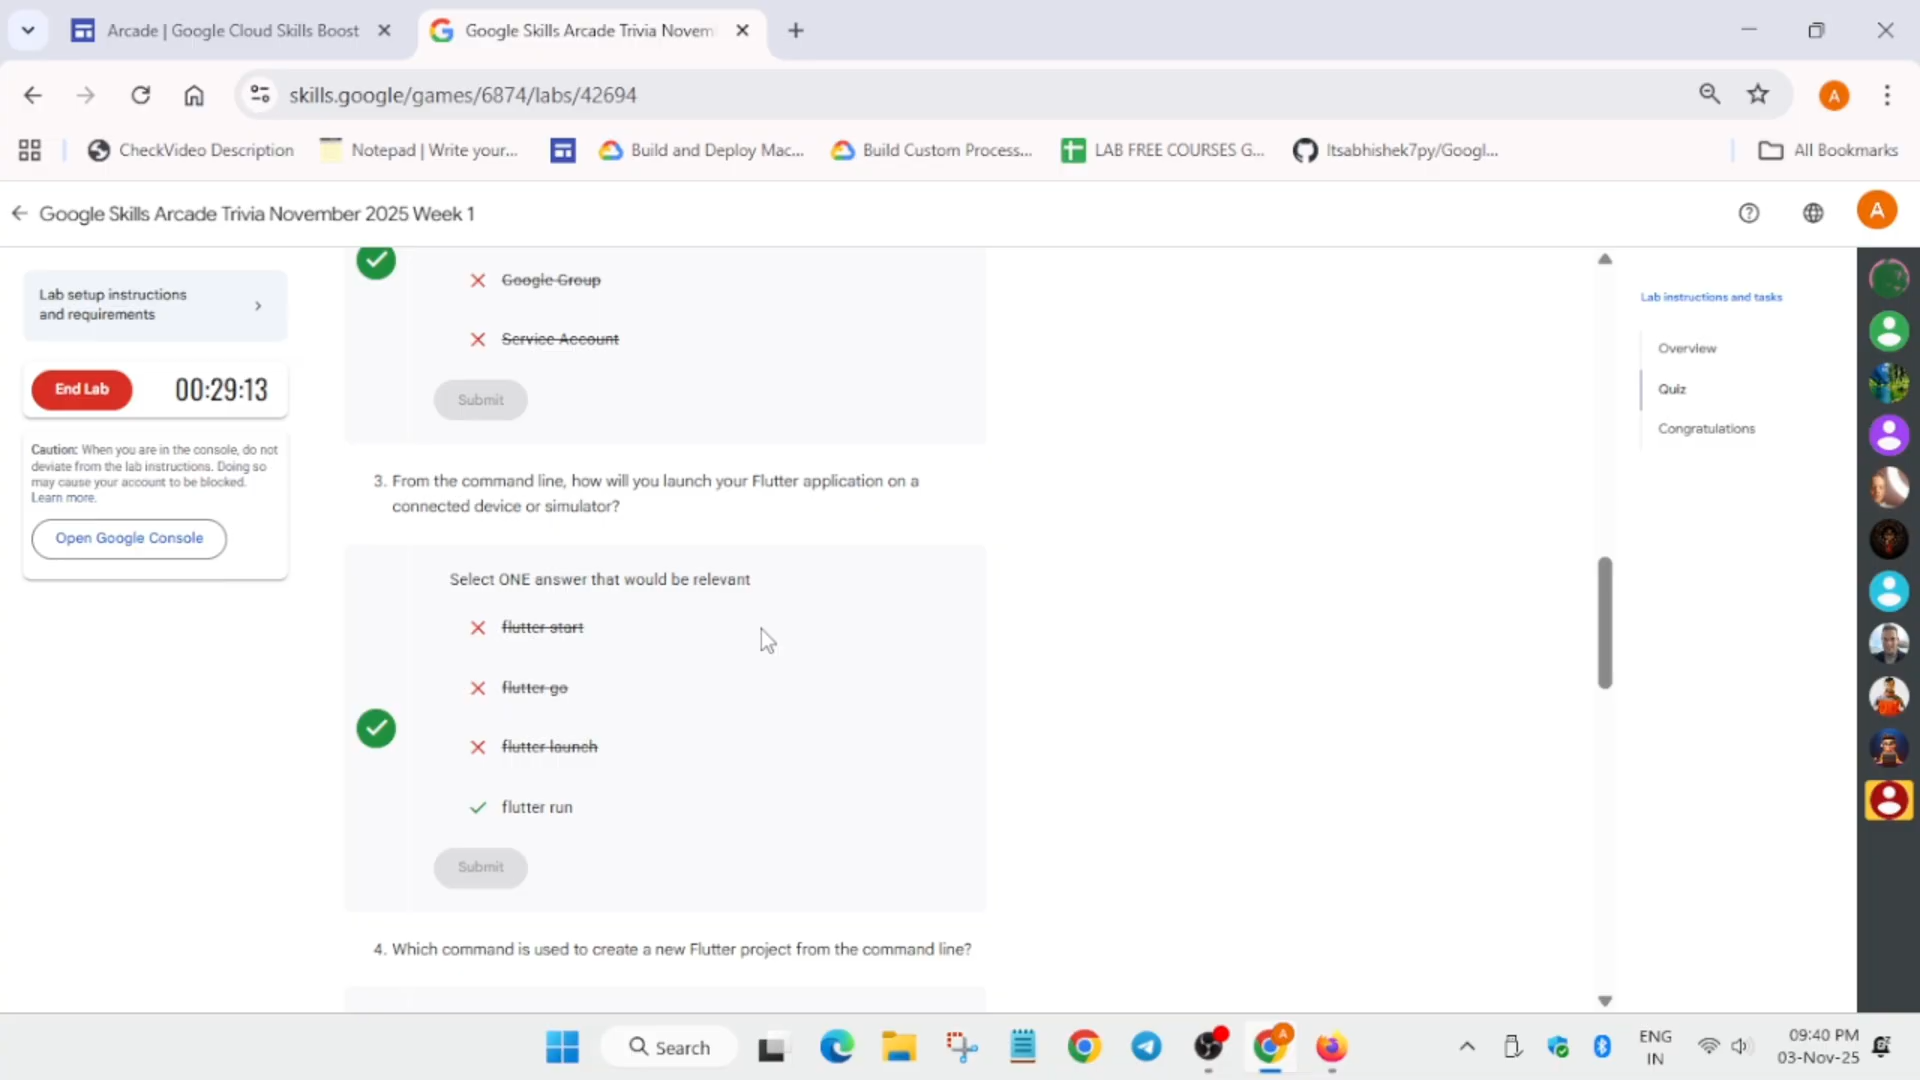 Arcade | Google Cloud Skills Boost
Google Skills Arcade Trivia Novem
skills.google/games/6874/labs/42694
A
CheckVideo Description
Notepad | Write your...
Build and Deploy Mac...
Build Custom Process...
LAB FREE COURSES G...
Itsabhishek7py/Googl...
All Bookmarks
Google Skills Arcade Trivia November 2025 Week 1
A
Lab setup instructions
and requirements
End Lab
00:29:13
Caution: When you are in the console, do not
deviate from the lab instructions. Doing so
may cause your account to be blocked.
Learn more.
Open Google Console
Google Group
Service Account
Submit
3. From the command line, how will you launch your Flutter application on a
connected device or simulator?
Select ONE answer that would be relevant
flutter start
flutter go
flutter launch
flutter run
Submit
4. Which command is used to create a new Flutter project from the command line?
Lab instructions and tasks
Overview
Quiz
Congratulations
Search
A
ENG
IN
09:40 PM
03-Nov-25